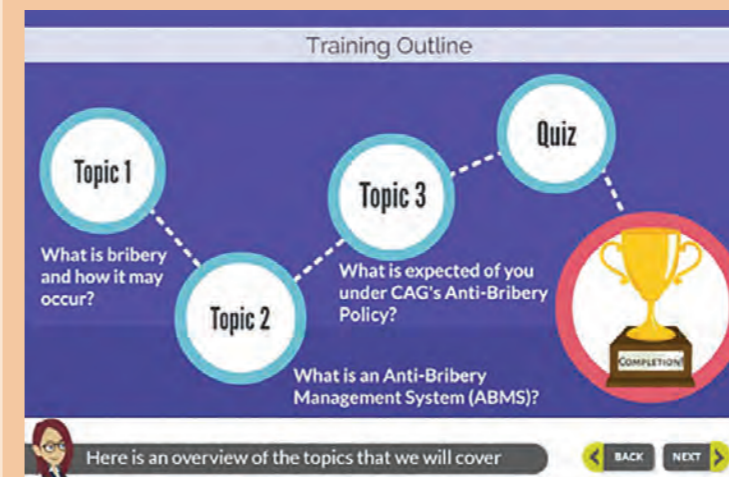 Training Outline
Topic 1
What is bribery
and how it may
occur?
Topic 2
What is an Anti-Bribery
Management System (ABMS)?
Topic 3
What is expected of you
under CAG's Anti-Bribery
Policy?
Quiz
COMPLETION!
Here is an overview of the topics that we will cover
BACK
NEXT